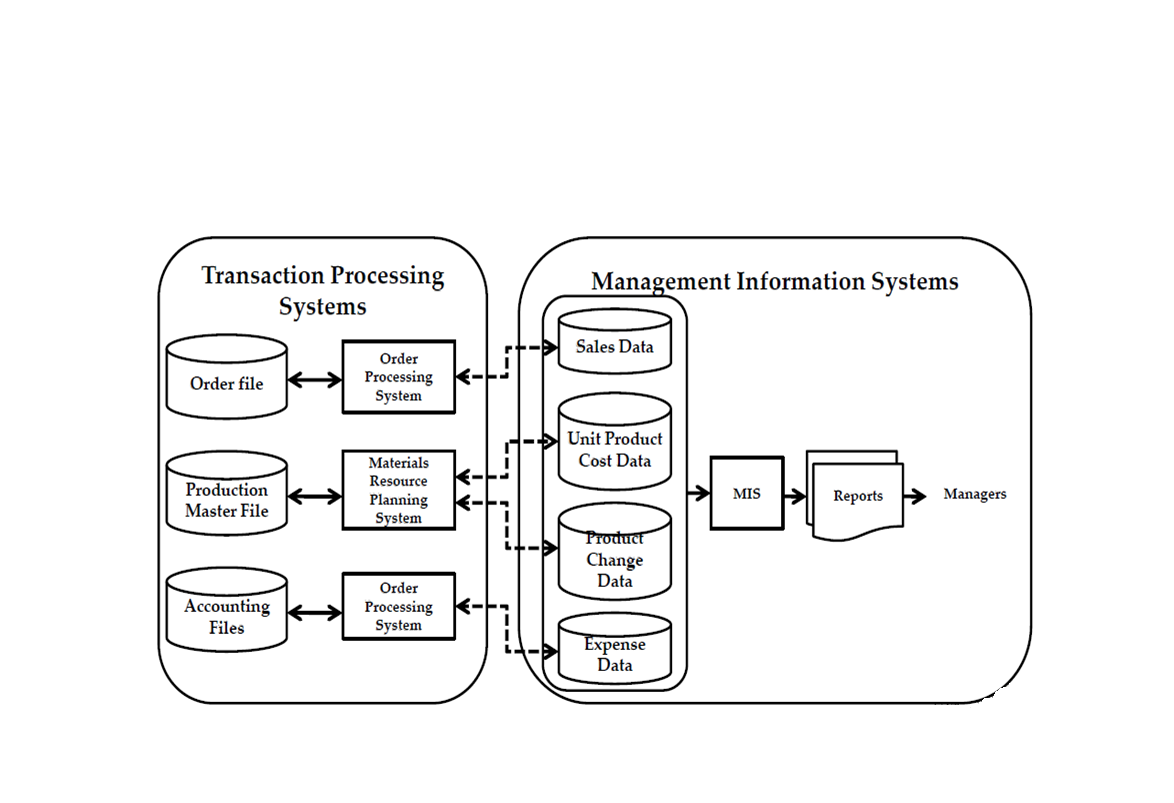 Transaction Processing
Systems
Order file
Order
Processing
System
Production
Master File
Materials
Resource
Planning
System
Accounting
Files
Order
Processing
System
Management Information Systems
Sales Data
Unit Product
Cost Data
Product
Change
Data
Expense
Data
MIS
Reports
Managers